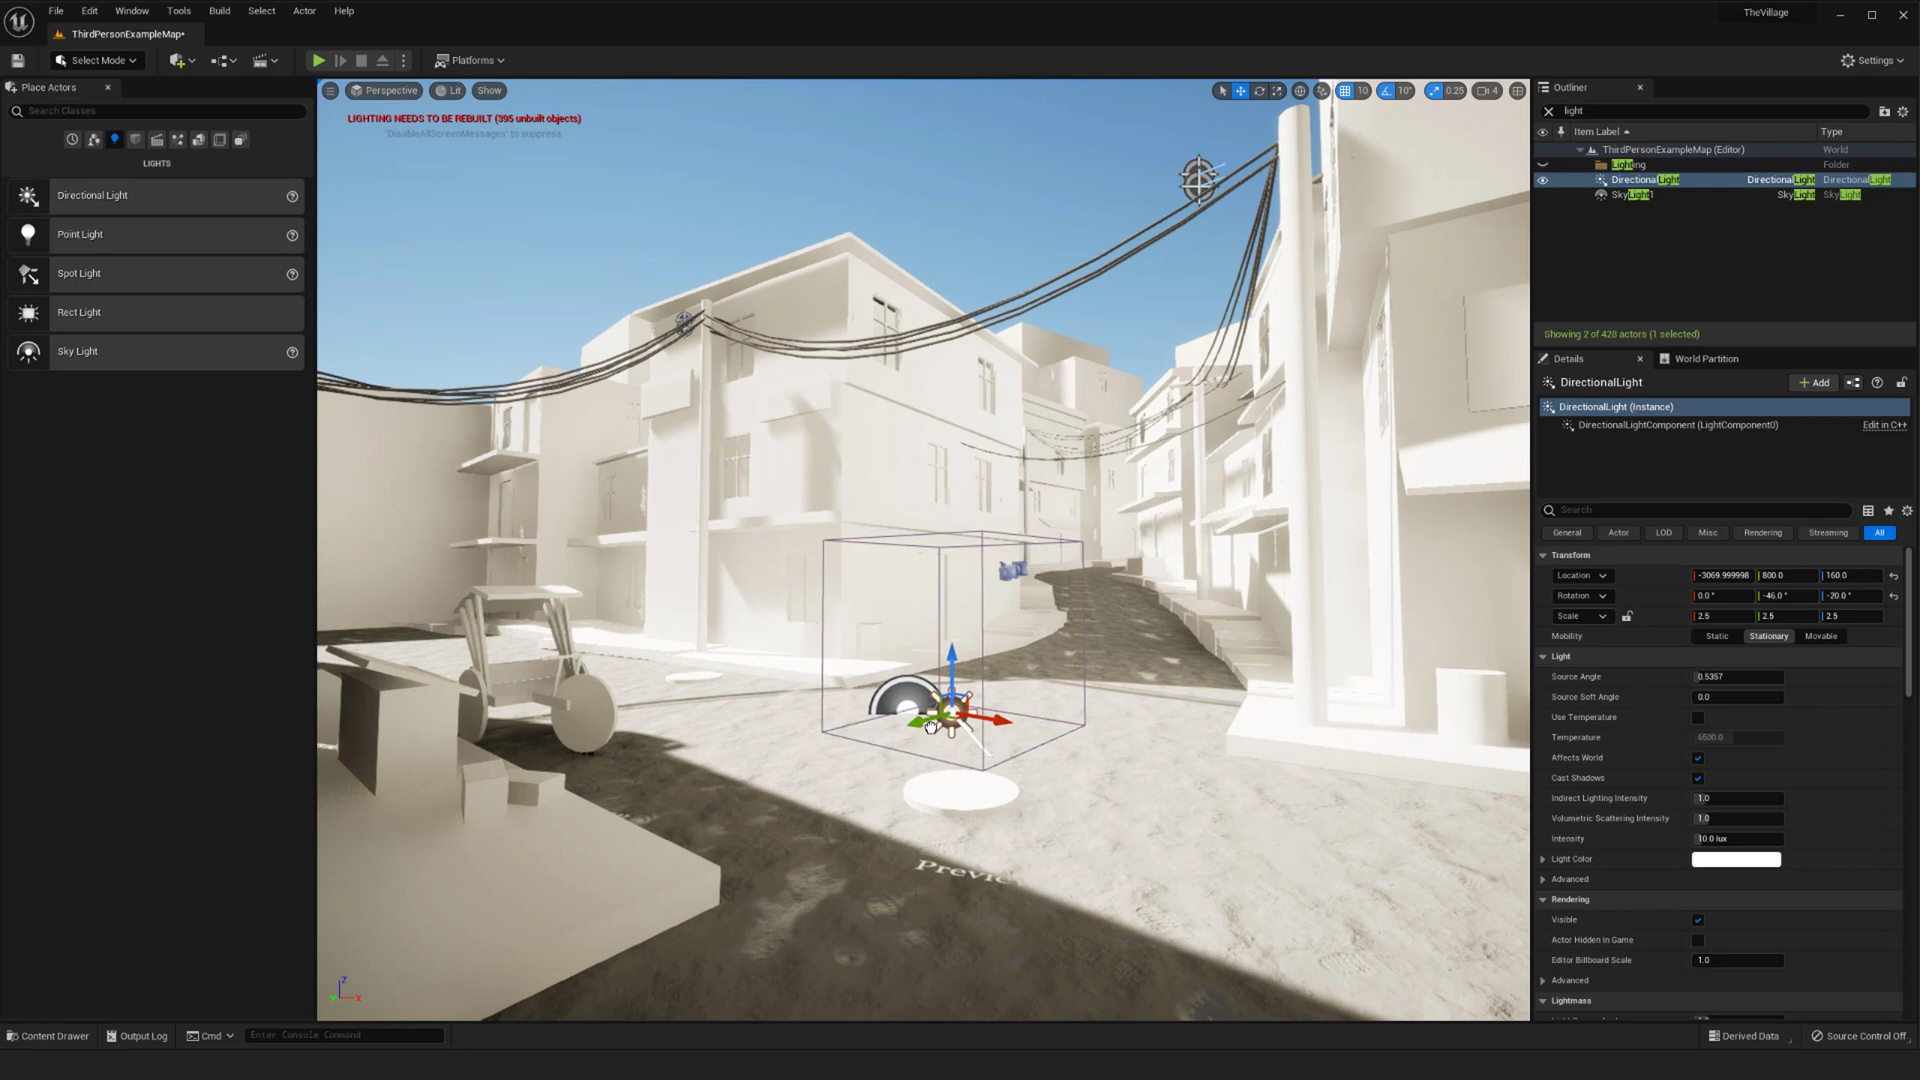 File Edit Window Tools Build Select Actor Help
TheVillage
ThirdPersonExampleMap*
Select Mode
Platforms
Settings
Place Actors
Search Classes
LIGHTS
Directional Light
Point Light
Spot Light
Rect Light
Sky Light
Perspective Lit Show
10 10° 0.25 4
LIGHTING NEEDS TO BE REBUILT (395 unbuilt objects)
'DisableAllScreenMessages' to suppress
Previe
Z
X
Outliner
light
Item Label Type
ThirdPersonExampleMap (Editor) World
Lighting Folder
DirectionalLight DirectionalLight DirectionalLight
SkyLight1 SkyLight SkyLight
Showing 2 of 428 actors (1 selected)
Details World Partition
DirectionalLight
Add
DirectionalLight (Instance)
DirectionalLightComponent (LightComponent0) Edit in C++
Search
General Actor LOD Misc Rendering Streaming All
Transform
Location -3069.999998 800.0 160.0
Rotation 0.0° -46.0° -20.0°
Scale 2.5 2.5 2.5
Mobility Static Stationary Movable
Light
Source Angle 0.5357
Source Soft Angle 0.0
Use Temperature
Temperature 6500.0
Affects World
Cast Shadows
Indirect Lighting Intensity 1.0
Volumetric Scattering Intensity 1.0
Intensity 10.0 lux
Light Color
Advanced
Rendering
Visible
Actor Hidden In Game
Editor Billboard Scale 1.0
Advanced
Lightmass
Content Drawer Output Log Cmd Enter Console Command
Derived Data Source Control Off